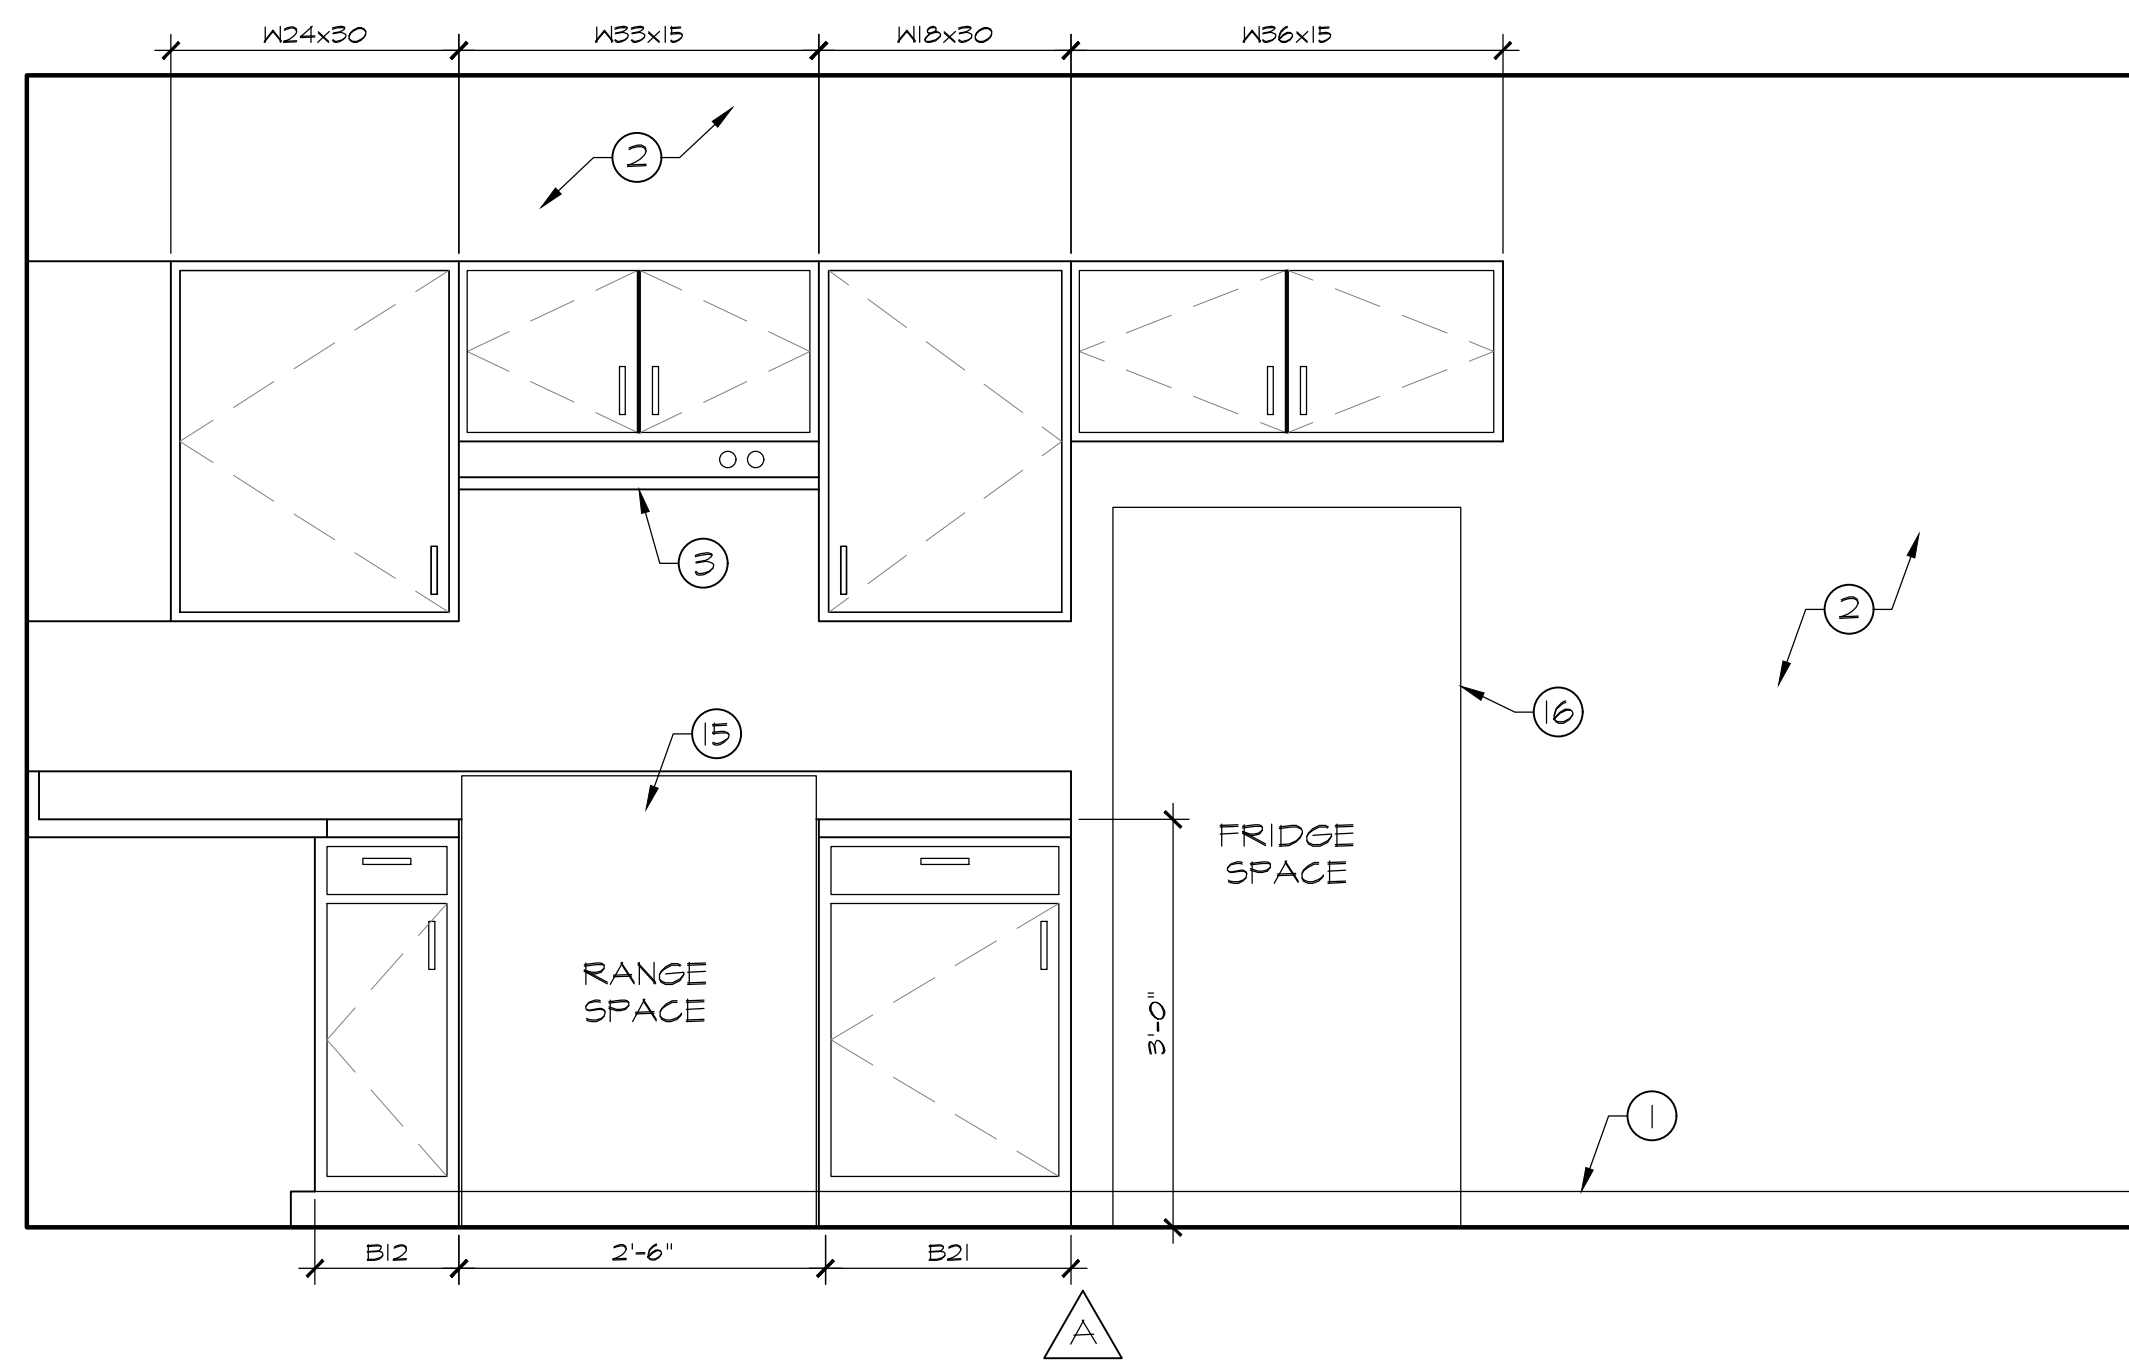 W24x30
W33x15
W18x30
W36x15
2
3
2
16
15
FRIDGE
SPACE
RANGE
SPACE
3'-0"
1
B12
2'-6"
B21
A